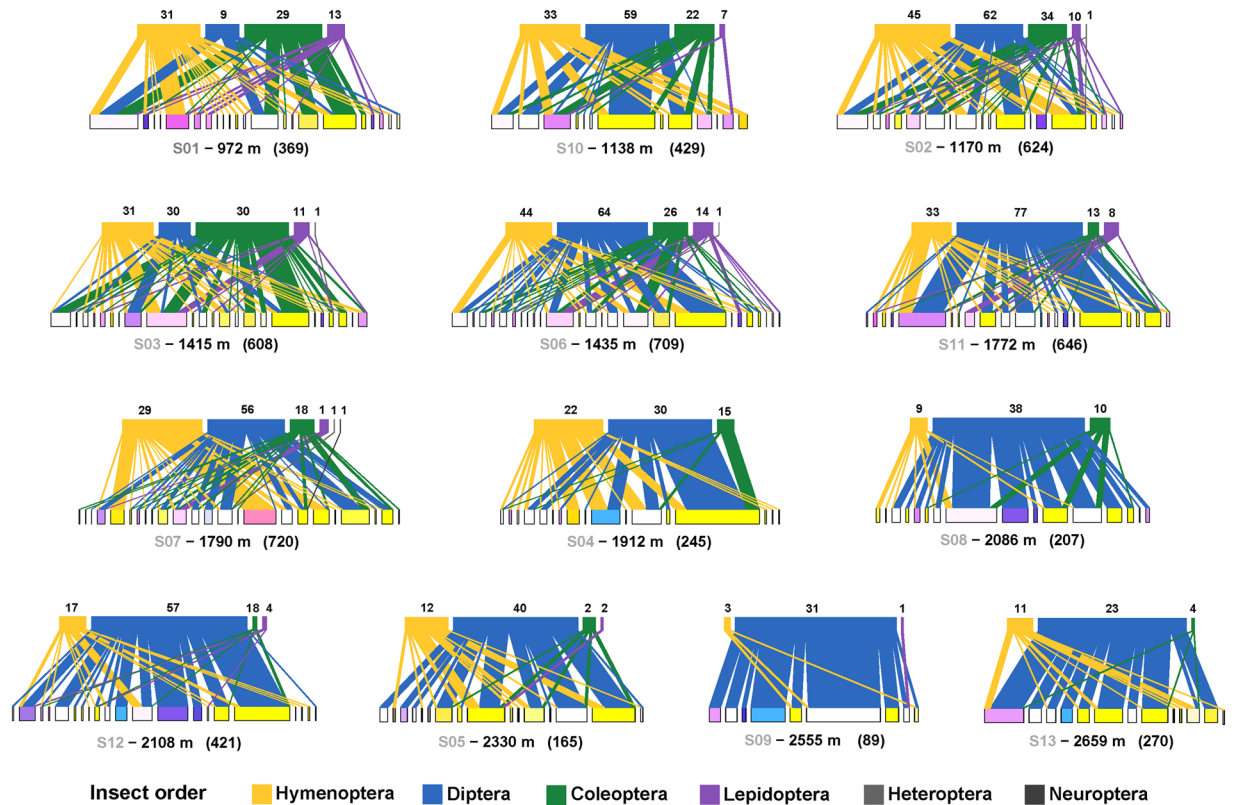 31 9 29 13
33 59 22 7
45 62 34 10 1
S01 – 972 m (369)
S10 – 1138 m (429)
S02 – 1170 m (624)
31 30 30 11 1
44 64 26 14 1
33 77 13 8
S03 – 1415 m (608)
S06 – 1435 m (709)
S11 – 1772 m (646)
29 56 18 1 1 1
22 30 15
9 38 10
S07 – 1790 m (720)
S04 – 1912 m (245)
S08 – 2086 m (207)
17 57 18 4
12 40 2 2
3 31 1
11 23 4
S12 – 2108 m (421)
S05 – 2330 m (165)
S09 – 2555 m (89)
S13 – 2659 m (270)
Insect order Hymenoptera Diptera Coleoptera Lepidoptera Heteroptera Neuroptera